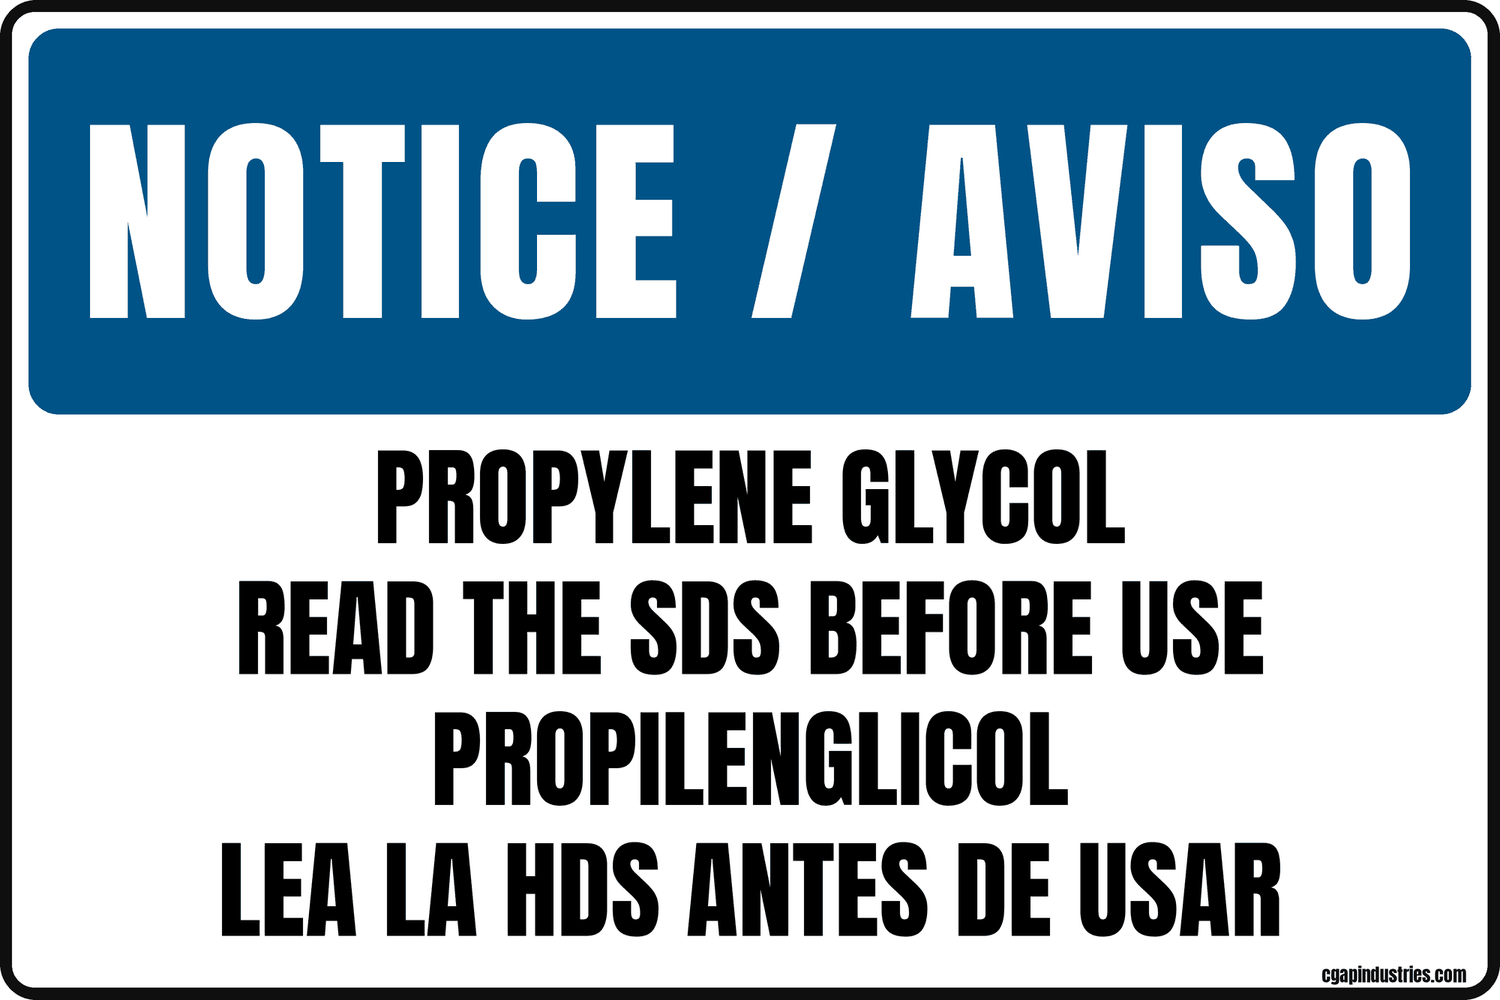 NOTICE / AVISO
PROPYLENE GLYCOL
READ THE SDS BEFORE USE
PROPILENGLICOL
LEA LA HDS ANTES DE USAR
cgapindustries.com